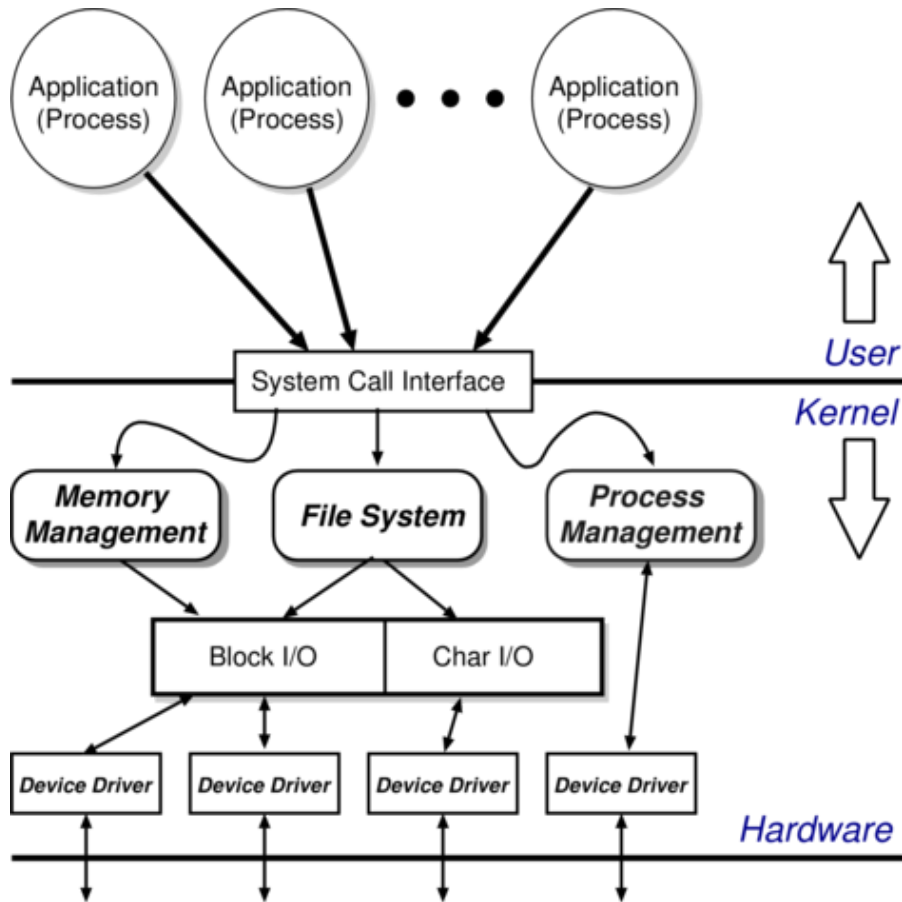 Application
(Process)
Application
(Process)
Application
(Process)
User
System Call Interface
Kernel
Memory
Management
File System
Process
Management
Block I/O
Char I/O
Device Driver
Device Driver
Device Driver
Device Driver
Hardware